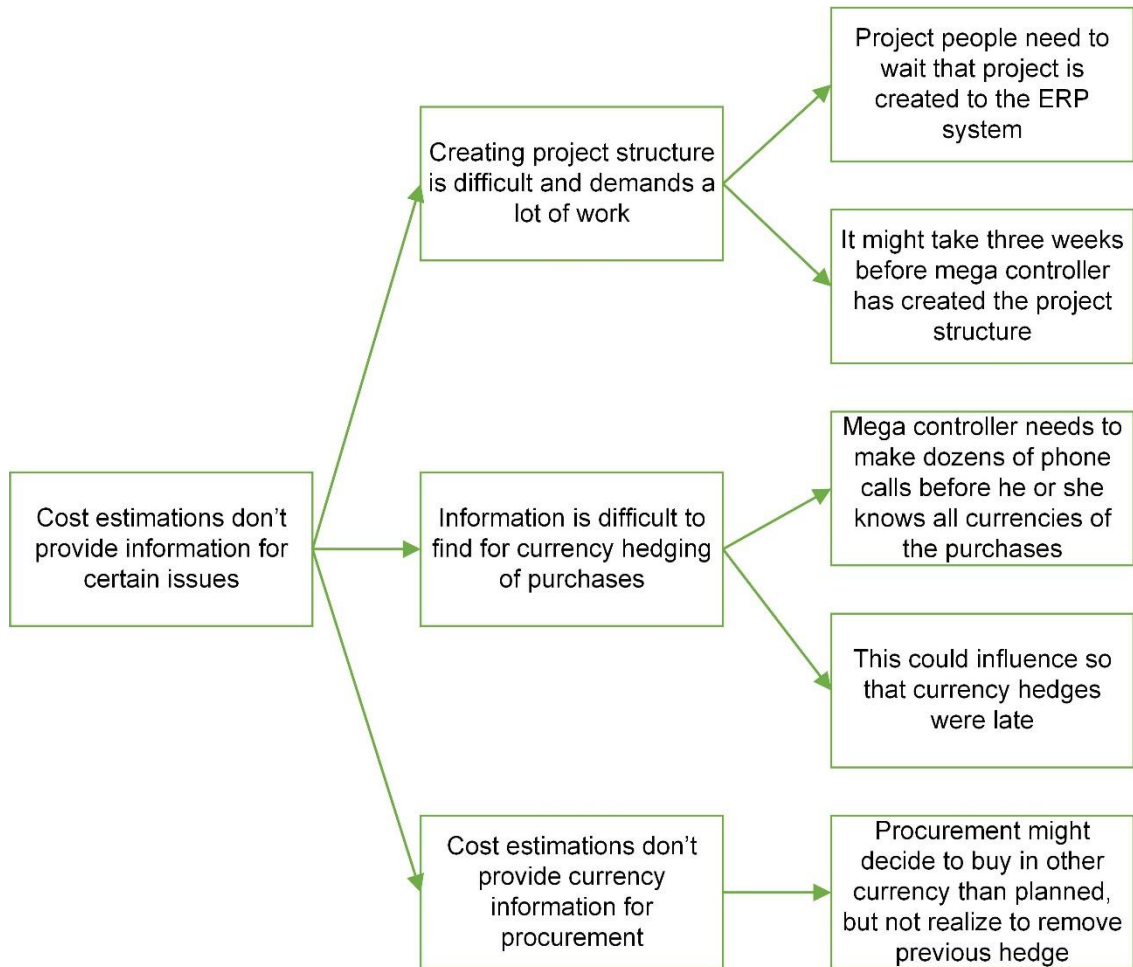 Project people need to
wait that project is
created to the ERP
system
Creating project structure
is difficult and demands a
lot of work
It might take three weeks
before mega controller
has created the project
structure
Mega controller needs to
make dozens of phone
calls before he or she
knows all currencies of
the purchases
Cost estimations don’t
provide information for
certain issues
Information is difficult to
find for currency hedging
of purchases
This could influence so
that currency hedges
were late
Cost estimations don’t
provide currency
information for
procurement
Procurement might
decide to buy in other
currency than planned,
but not realize to remove
previous hedge